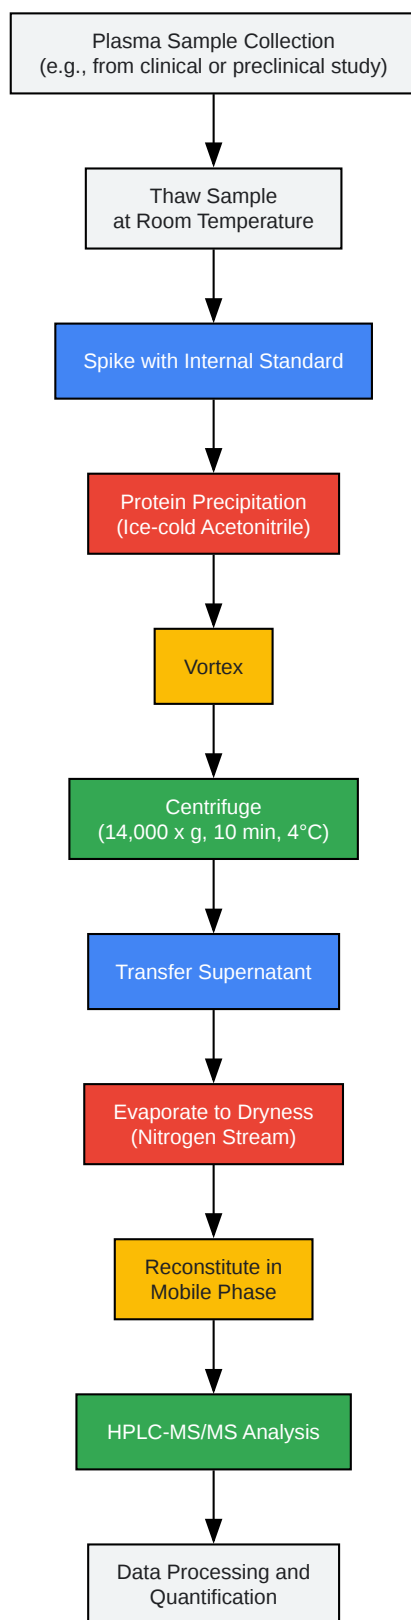 Plasma Sample Collection
(e.g., from clinical or preclinical study)
Thaw Sample
at Room Temperature
Spike with Internal Standard
Protein Precipitation
(Ice-cold Acetonitrile)
Vortex
Centrifuge
(14,000 x g, 10 min, 4°C)
Transfer Supernatant
Evaporate to Dryness
(Nitrogen Stream)
Reconstitute in
Mobile Phase
HPLC-MS/MS Analysis
Data Processing and
Quantification